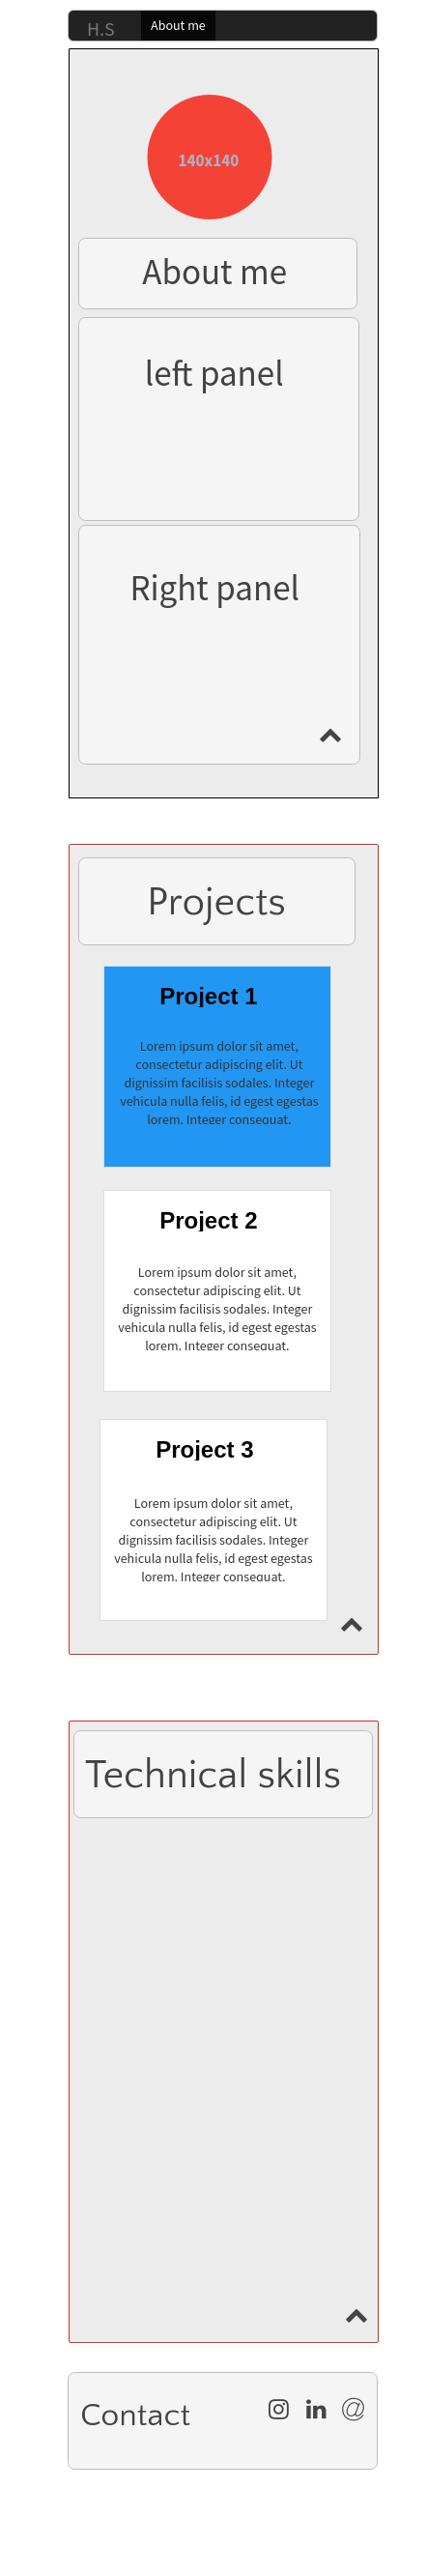 H.S About me
140x140
About me
left panel
Right panel
Projects
Project 1
Lorem ipsum dolor sit amet,
consectetur adipiscing elit. Ut
dignissim facilisis sodales. Integer
vehicula nulla felis, id egest egestas
lorem. Integer consequat.
Project 2
Lorem ipsum dolor sit amet,
consectetur adipiscing elit. Ut
dignissim facilisis sodales. Integer
vehicula nulla felis, id egest egestas
lorem. Integer consequat.
Project 3
Lorem ipsum dolor sit amet,
consectetur adipiscing elit. Ut
dignissim facilisis sodales. Integer
vehicula nulla felis, id egest egestas
lorem. Integer consequat.
Technical skills
Contact in @